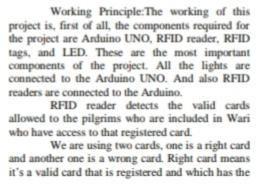 Working Principle:The working of this
project is, first of all, the components required for
the project are Arduino UNO, RFID reader, RFID
tags, and LED. These are the most important
components of the project. All the lights are
connected to the Arduino UNO. And also RFID
readers are connected to the Arduino.
RFID reader detects the valid cards
allowed to the pilgrims who are included in Wari
who have access to that registered card.
We are using two cards, one is a right card
and another one is a wrong card. Right card means
it's a valid card that is registered and which has the